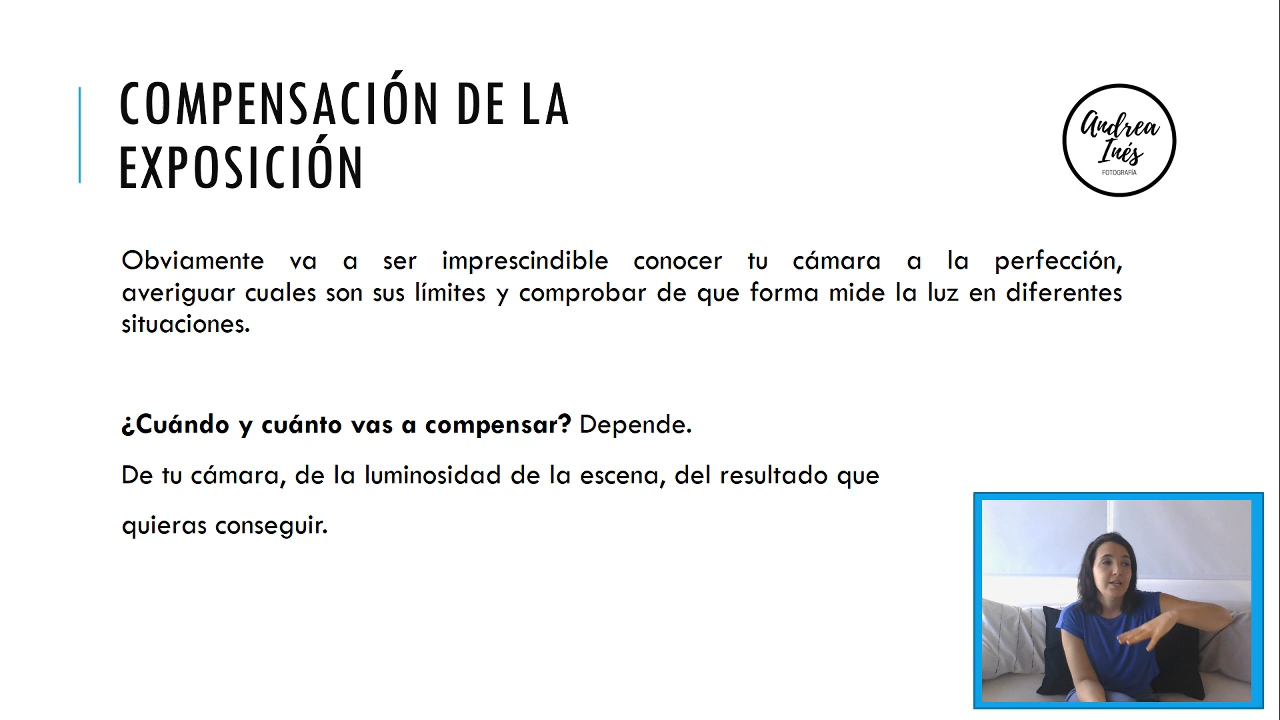 COMPENSACIÓN DE LA
EXPOSICIÓN
Andrea
Inés
FOTOGRAFÍA
Obviamente va a ser imprescindible conocer tu cámara a la perfección,
averiguar cuales son sus límites y comprobar de que forma mide la luz en diferentes
situaciones.
¿Cuándo y cuánto vas a compensar? Depende.
De tu cámara, de la luminosidad de la escena, del resultado que
quieras conseguir.